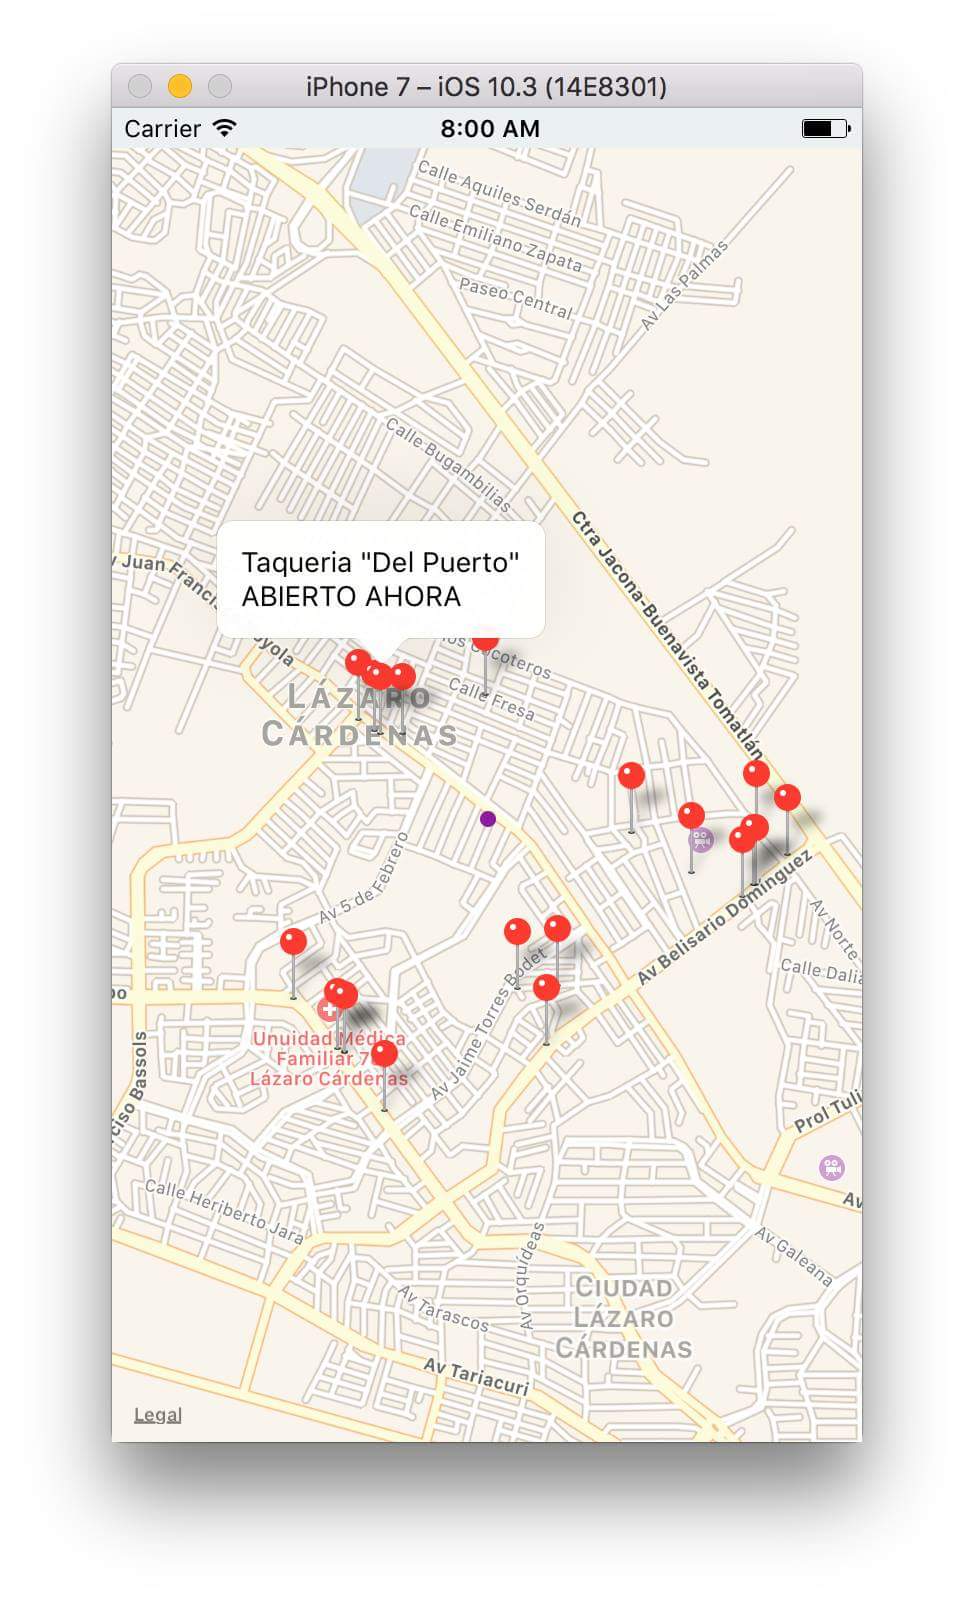 iPhone 7 – iOS 10.3 (14E8301)
Carrier
8:00 AM
Calle Aquiles Serdán
Calle Emiliano Zapata
Paseo Central
Av Las Palmas
Calle Bugambilias
Ctra Jacona-Buenavista Tomatlán
Taqueria "Del Puerto"
ABIERTO AHORA
Juan Francis
oyola
os Cocoteros
Calle Fresa
LÁZARO
CÁRDENAS
Av 5 de Febrero
Av Belisario Domínguez
Av Norte
Calle Dalia
Av Jaime Torres Bodet
Unuidad Médica
Familiar 7
Lázaro Cárdenas
ciso Bassols
Prol Tuli
Av
Calle Heriberto Jara
Av Orquídeas
Av Galeana
Av Tarascos
CIUDAD
LÁZARO
CÁRDENAS
Av Tariacuri
Legal